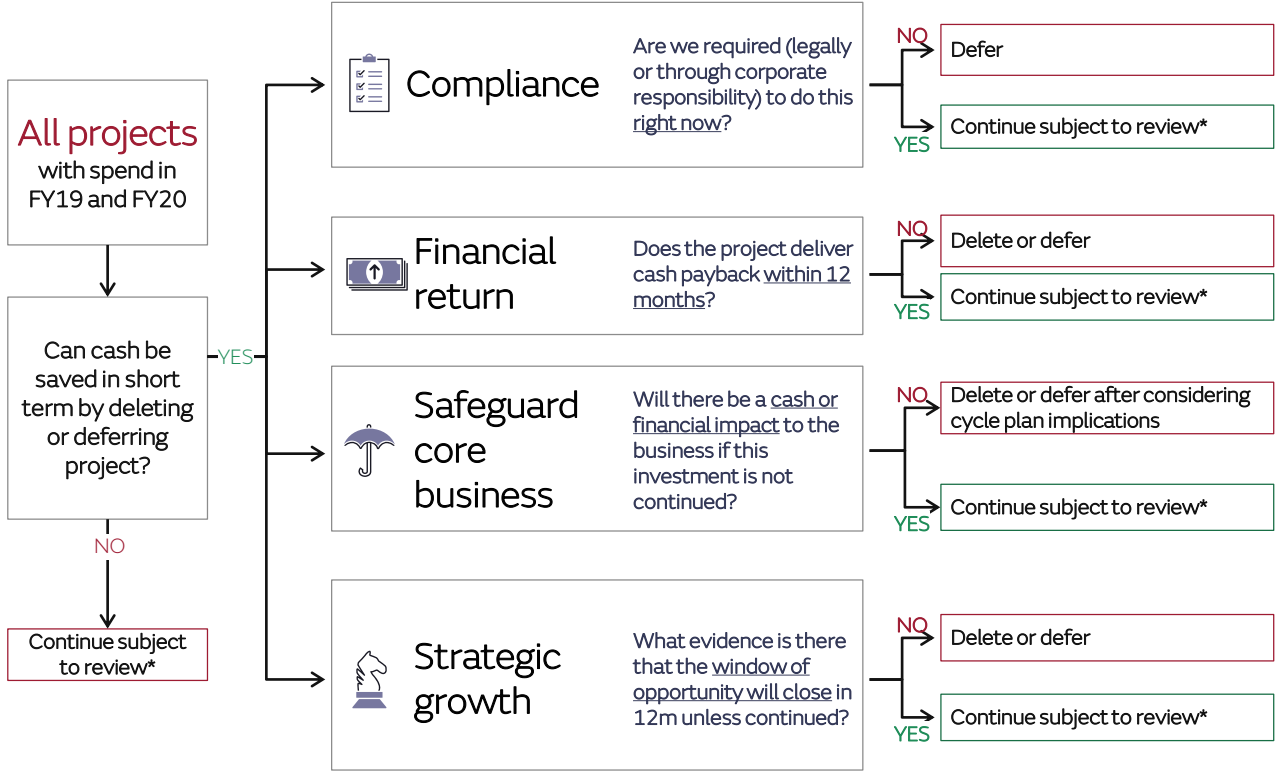 All projects
with spend in
FY19 and FY20
Can cash be
saved in short
term by deleting
or deferring
project?
YES
NO
Continue subject
to review*
Compliance
Are we required (legally
or through corporate
responsibility) to do this
right now?
NO
Defer
YES
Continue subject to review*
Financial
return
Does the project deliver
cash payback within 12
months?
NO
Delete or defer
YES
Continue subject to review*
Safeguard
core
business
Will there be a cash or
financial impact to the
business if this
investment is not
continued?
NO
Delete or defer after considering
cycle plan implications
YES
Continue subject to review*
Strategic
growth
What evidence is there
that the window of
opportunity will close in
12m unless continued?
NO
Delete or defer
YES
Continue subject to review*